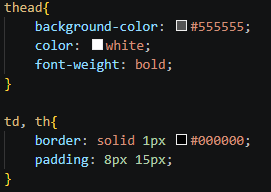 thead{
    background-color: #555555;
    color: white;
    font-weight: bold;
}

td, th{
    border: solid 1px #000000;
    padding: 8px 15px;
}